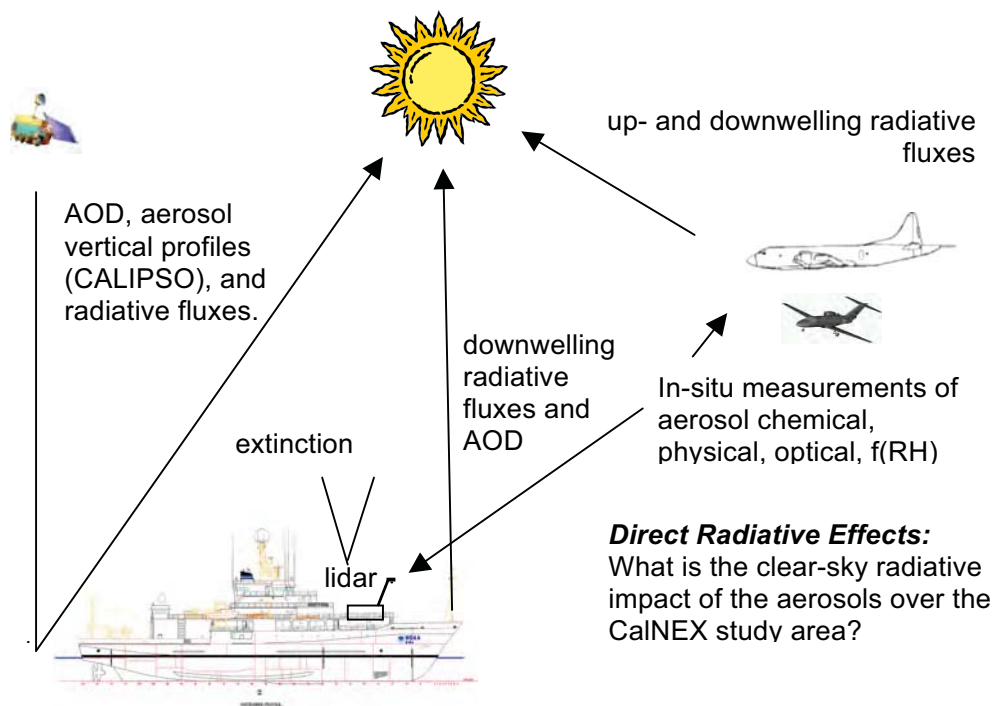 up- and downwelling radiative
fluxes
AOD, aerosol
vertical profiles
(CALIPSO), and
radiative fluxes.
downwelling
radiative
fluxes and
AOD
In-situ measurements of
aerosol chemical,
physical, optical, f(RH)
extinction
lidar
Direct Radiative Effects:
What is the clear-sky radiative
impact of the aerosols over the
CalNEX study area?